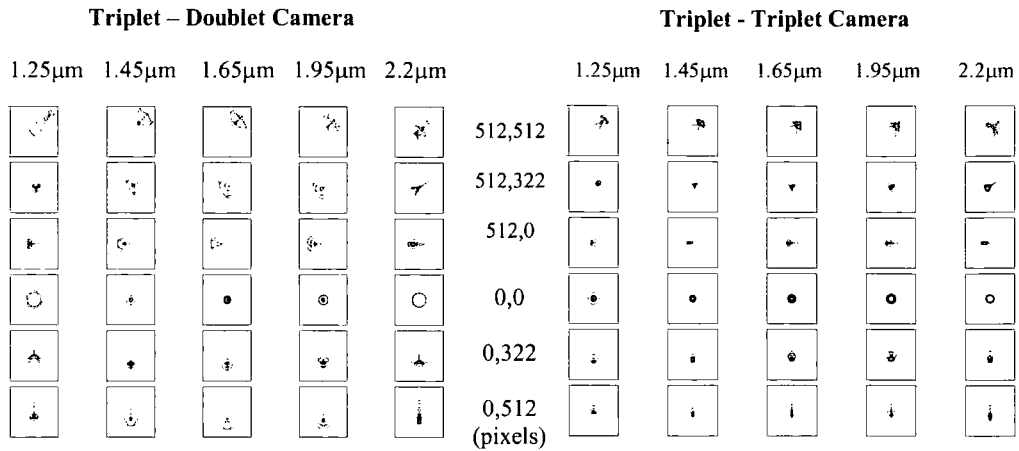 Triplet – Doublet Camera
Triplet - Triplet Camera
1.25μm 1.45μm 1.65μm 1.95μm 2.2μm
1.25μm 1.45μm 1.65μm 1.95μm 2.2μm
512,512
512,322
512,0
0,0
0,322
0,512
(pixels)